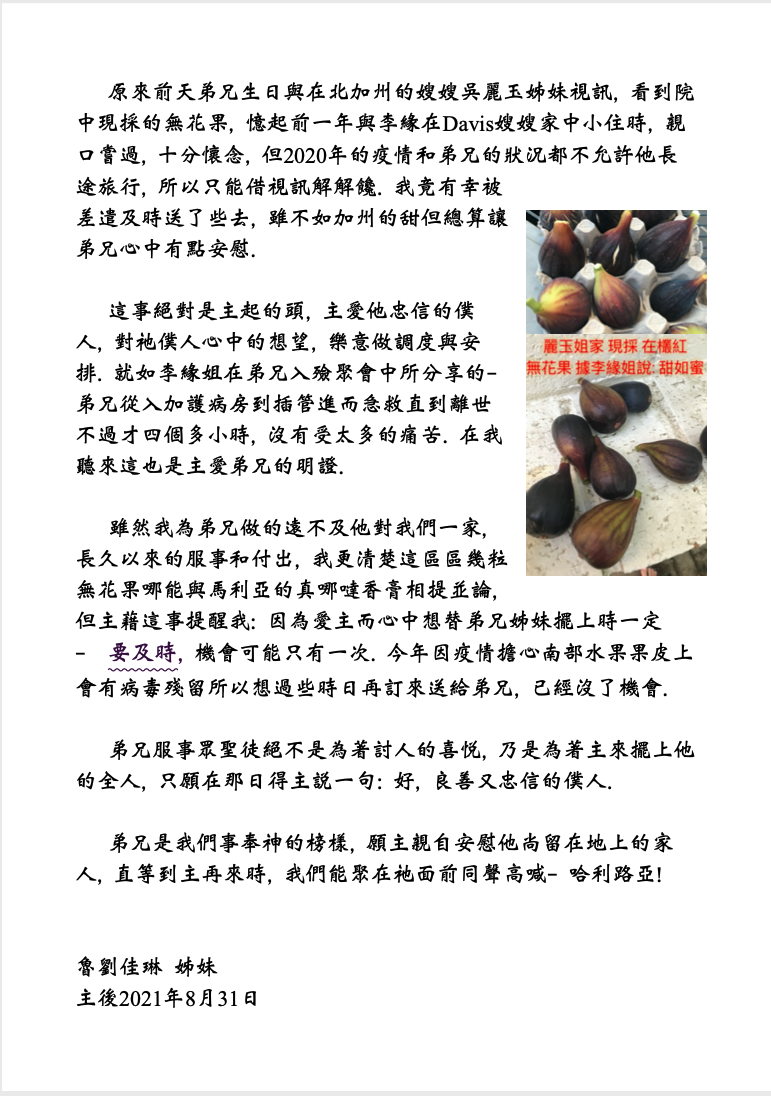 原來前天弟兄生日與在北加州的嫂嫂吳麗玉姊妹視訊, 看到院
中現採的無花果, 憶起前一年與李緣在Davis嫂嫂家中小住時, 親
口嘗過, 十分懷念, 但2020年的疫情和弟兄的狀況都不允許他長
途旅行, 所以只能借視訊解解饞. 我竟有幸被
差遣及時送了些去, 雖不如加州的甜但總算讓
弟兄心中有點安慰.
這事絕對是主起的頭, 主愛他忠信的僕
人, 對祂僕人心中的想望, 樂意做調度與安
排. 就如李緣姐在弟兄入殮聚會中所分享的-
弟兄從入加護病房到插管進而急救直到離世
不過才四個多小時, 沒有受太多的痛苦. 在我
聽來這也是主愛弟兄的明證.
麗玉姐家 現採 在欉紅
無花果 據李緣姐說: 甜如蜜
雖然我為弟兄做的遠不及他對我們一家,
長久以來的服事和付出, 我更清楚這區區幾粒
無花果哪能與馬利亞的真哪噠香膏相提並論,
但主藉這事提醒我: 因為愛主而心中想替弟兄姊妹擺上時一定
- 要及時, 機會可能只有一次. 今年因疫情擔心南部水果果皮上
會有病毒殘留所以想過些時日再訂來送給弟兄, 已經沒了機會.
弟兄服事眾聖徒絕不是為著討人的喜悅, 乃是為著主來擺上他
的全人, 只願在那日得主說一句: 好, 良善又忠信的僕人.
弟兄是我們事奉神的榜樣, 願主親自安慰他尚留在地上的家
人, 直等到主再來時, 我們能聚在祂面前同聲高喊- 哈利路亞!
魯劉佳琳 姊妹
主後2021年8月31日